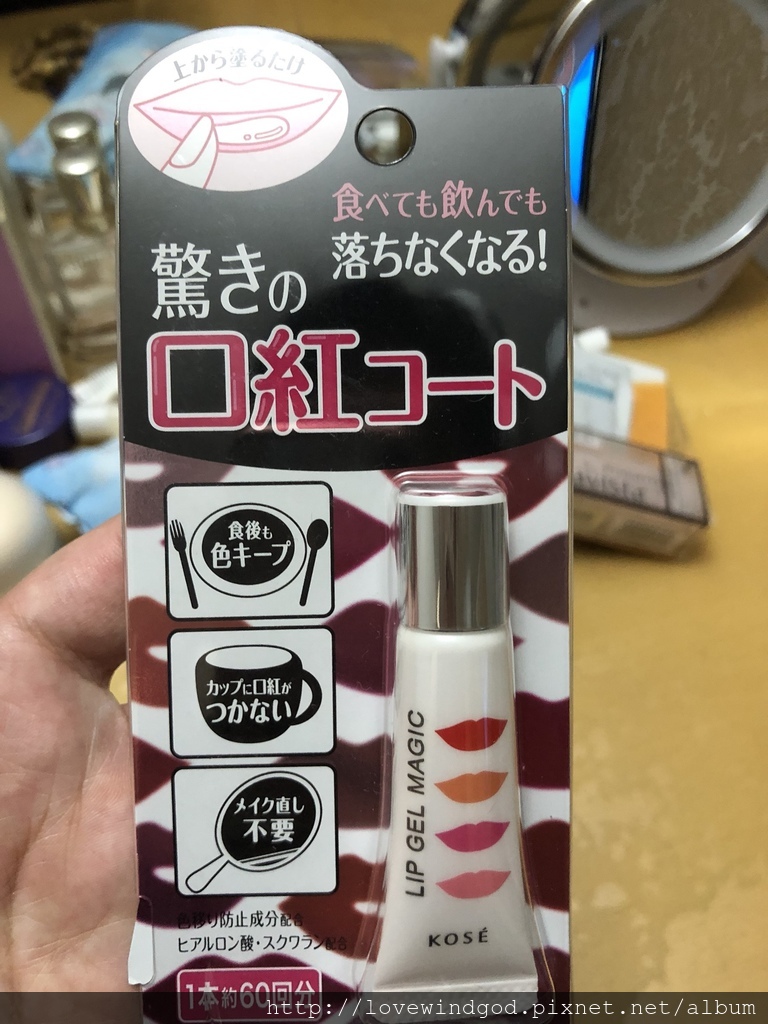 上から塗るだけ
食べても飲んでも
落ちなくなる!
驚きの
口紅コート
食後も
色キープ
カップに口紅が
つかない
メイク直し
不要
色移り防止成分配合
ヒアルロン酸・スクワラン配合
1本約60回分
LIP GEL MAGIC
KOSÉ
http://lovewindgod.pixnet.net/album